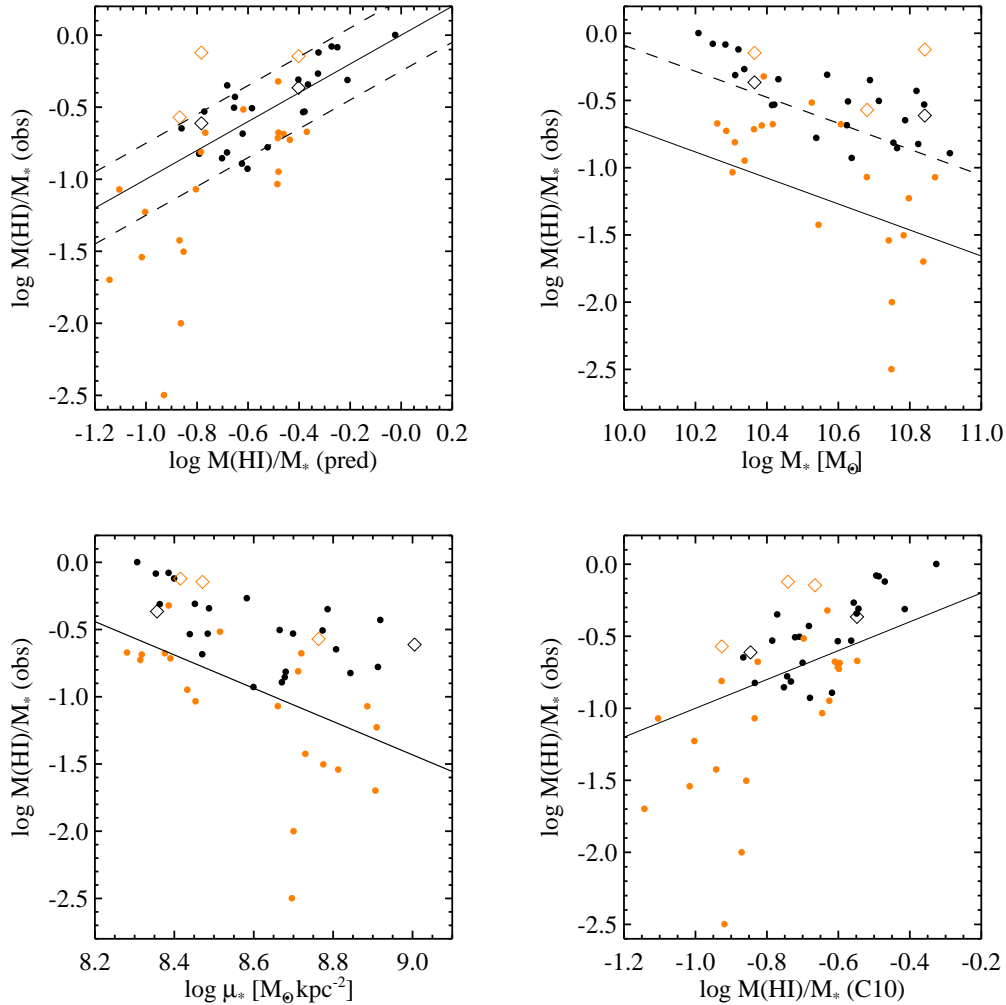 0.0
-0.5
-1.0
-1.5
-2.0
-2.5
log M(HI)/M* (obs)
-1.2 -1.0 -0.8 -0.6 -0.4 -0.2 -0.0 0.2
log M(HI)/M* (pred)
0.0
-0.5
-1.0
-1.5
-2.0
-2.5
log M(HI)/M* (obs)
10.0 10.2 10.4 10.6 10.8 11.0
log M* [M⊙]
0.0
-0.5
-1.0
-1.5
-2.0
-2.5
log M(HI)/M* (obs)
8.2 8.4 8.6 8.8 9.0
log μ* [M⊙kpc⁻²]
0.0
-0.5
-1.0
-1.5
-2.0
-2.5
log M(HI)/M* (obs)
-1.2 -1.0 -0.8 -0.6 -0.4 -0.2
log M(HI)/M* (C10)